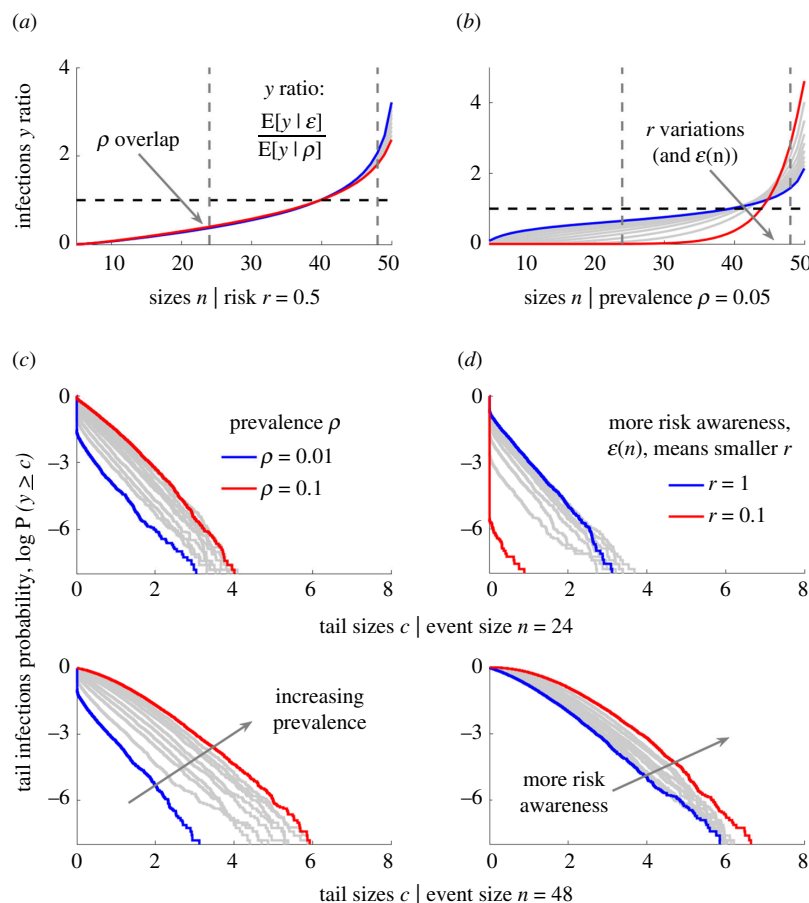 (a)
(b)
infections y ratio
4
2
0
ρ overlap
y ratio:
E[y | ε]
E[y | ρ]
10 20 30 40 50
sizes n | risk r = 0.5
4
2
0
r variations
(and ε(n))
10 20 30 40 50
sizes n | prevalence ρ = 0.05
(c)
(d)
tail infections probability, log P (y ≥ c)
0
−3
−6
prevalence ρ
ρ = 0.01
ρ = 0.1
0 2 4 6 8
0
−3
−6
more risk awareness,
ε(n), means smaller r
r = 1
r = 0.1
0 2 4 6 8
tail sizes c | event size n = 24
0
−3
−6
increasing
prevalence
0 2 4 6 8
0
−3
−6
more risk
awareness
0 2 4 6 8
tail sizes c | event size n = 48